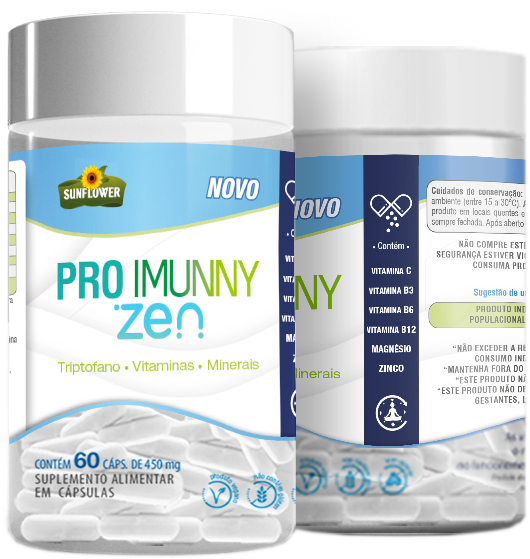 SUNFLOWER
NOVO
PRO IMUNNY
zen
Triptofano • Vitaminas • Minerais
CONTÉM 60 CÁPS. DE 450 mg
SUPLEMENTO ALIMENTAR
EM CÁPSULAS
NOVO
NY
inerais
• Contém •
VITAMINA C
VITAMINA B3
VITAMINA B6
VITAMINA B12
MAGNÉSIO
ZINCO
Cuidados de conservação:
ambiente (entre 15 a 30°C).
produto em locais quentes e
sempre fechada. Após aberto
NÃO COMPRE ESTE
SEGURANÇA ESTIVER VI
CONSUMA PRO
Sugestão de u
PRODUTO IND
POPULACIONAL
"NÃO EXCEDER A RE
CONSUMO IND
"MANTENHA FORA DO
"ESTE PRODUTO NÃ
"ESTE PRODUTO NÃO DE
GESTANTES, L